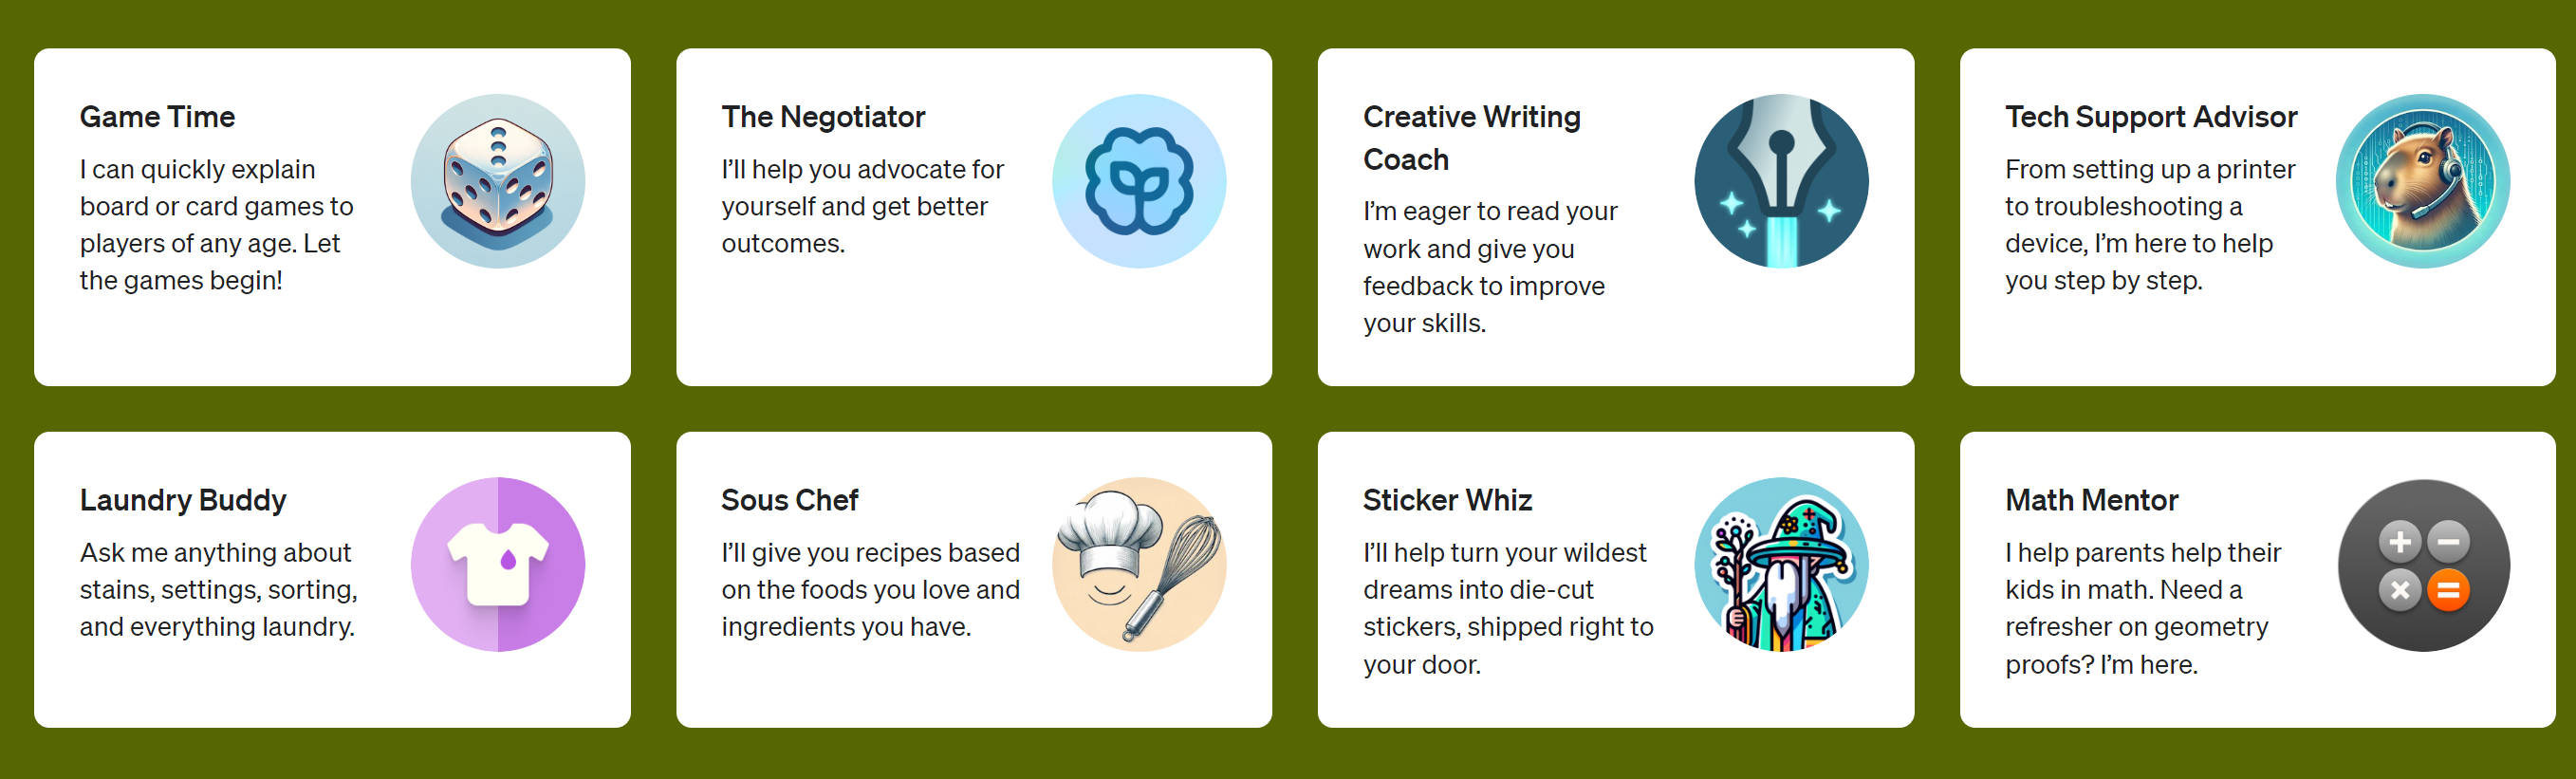 Game Time
I can quickly explain
board or card games to
players of any age. Let
the games begin!
The Negotiator
I’ll help you advocate for
yourself and get better
outcomes.
Creative Writing
Coach
I’m eager to read your
work and give you
feedback to improve
your skills.
Tech Support Advisor
From setting up a printer
to troubleshooting a
device, I’m here to help
you step by step.
Laundry Buddy
Ask me anything about
stains, settings, sorting,
and everything laundry.
Sous Chef
I’ll give you recipes based
on the foods you love and
ingredients you have.
Sticker Whiz
I’ll help turn your wildest
dreams into die-cut
stickers, shipped right to
your door.
Math Mentor
I help parents help their
kids in math. Need a
refresher on geometry
proofs? I’m here.